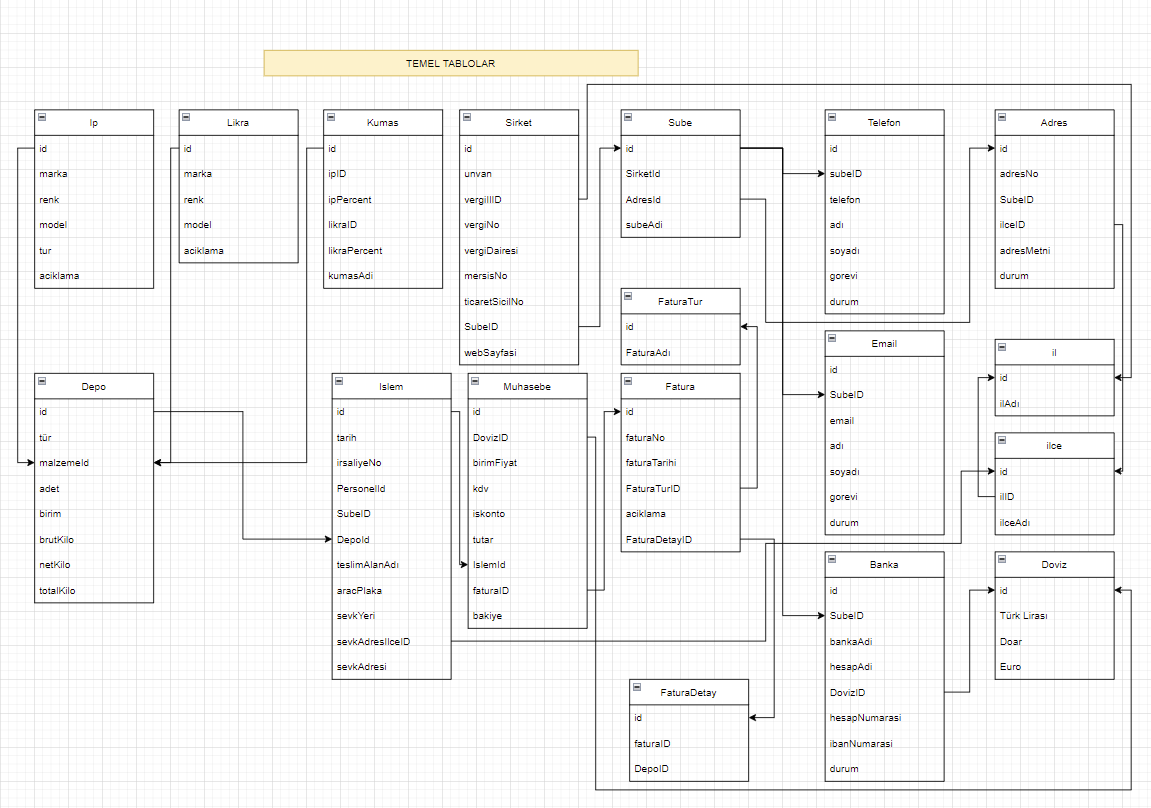 TEMEL TABLOLAR
Ip
id
marka
renk
model
tur
aciklama
Likra
id
marka
renk
model
aciklama
Kumas
id
ipID
ipPercent
likraID
likraPercent
kumasAdi
Sirket
id
unvan
vergiIlID
vergiNo
vergiDairesi
mersisNo
ticaretSicilNo
SubeID
webSayfasi
Sube
id
SirketId
AdresId
subeAdi
Telefon
id
subeID
telefon
adı
soyadı
gorevi
durum
Adres
id
adresNo
SubeID
ilceID
adresMetni
durum
FaturaTur
id
FaturaAdı
Email
id
SubeID
email
adı
soyadı
gorevi
durum
il
id
ilAdı
Depo
id
tür
malzemeId
adet
birim
brutKilo
netKilo
totalKilo
Islem
id
tarih
irsaliyeNo
PersonelId
SubeID
DepoId
teslimAlanAdı
aracPlaka
sevkYeri
sevkAdresIlceID
sevkAdresi
Muhasebe
id
DovizID
birimFiyat
kdv
iskonto
tutar
IslemId
faturaID
bakiye
Fatura
id
faturaNo
faturaTarihi
FaturaTurID
aciklama
FaturaDetayID
ilce
id
ilID
ilceAdı
Banka
id
SubeID
bankaAdi
hesapAdi
DovizID
hesapNumarasi
ibanNumarasi
durum
Doviz
id
Türk Lirası
Doar
Euro
FaturaDetay
id
faturaID
DepoID